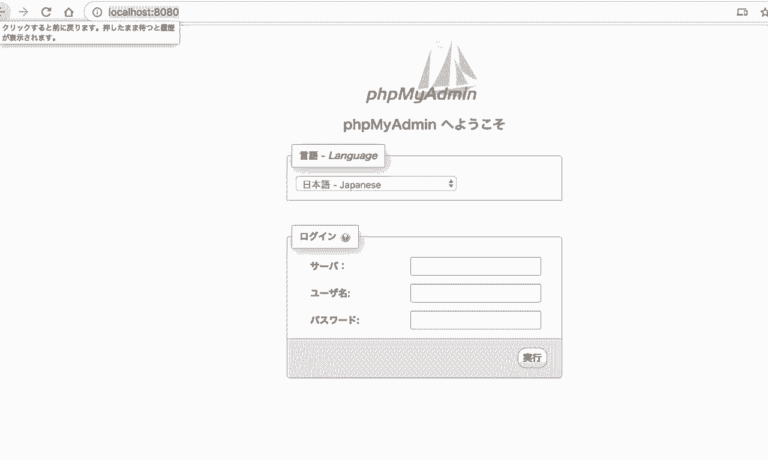 localhost:8080
クリックすると前に戻ります。押したまま待つと履歴
が表示されます。
phpMyAdmin
phpMyAdmin へようこそ
言語 - Language
日本語 - Japanese
ログイン
サーバ：
ユーザ名:
パスワード:
実行